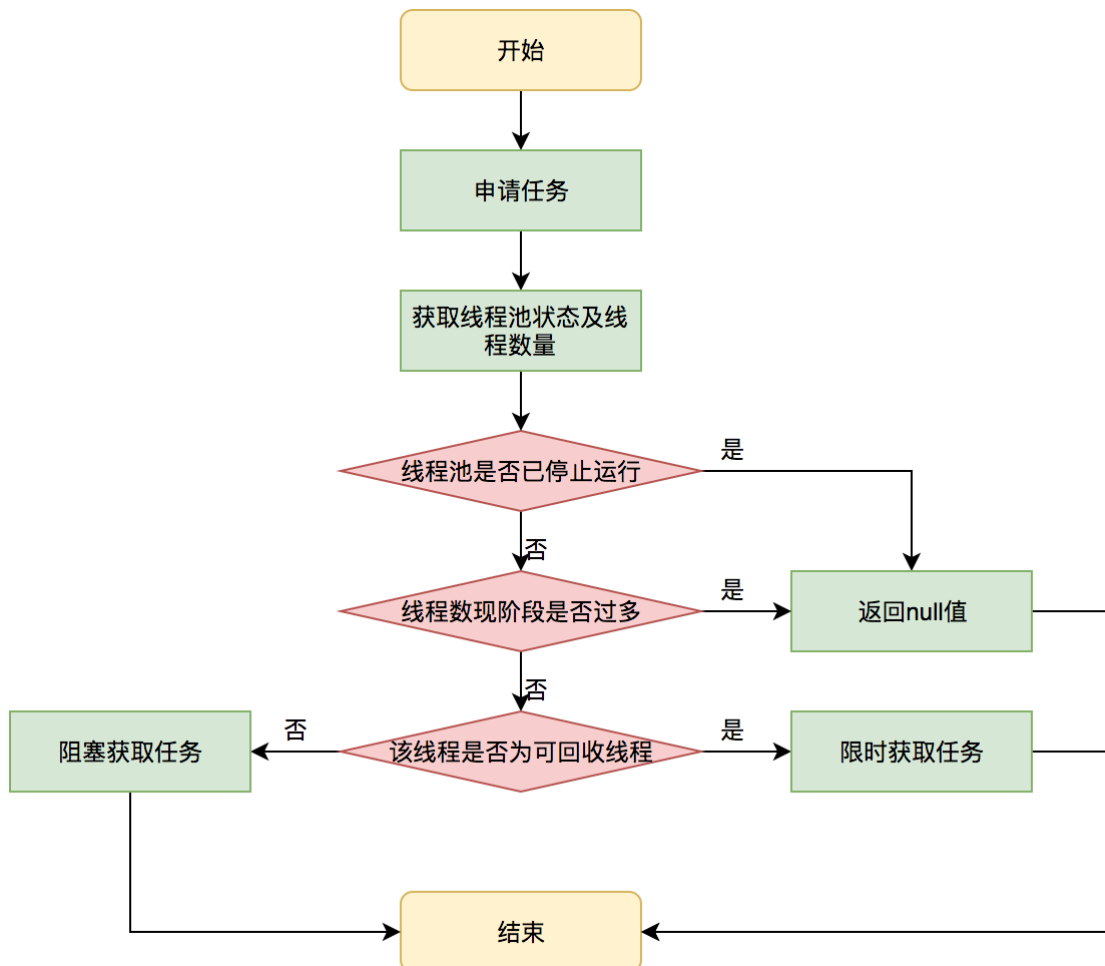 开始
申请任务
获取线程池状态及线
程数量
线程池是否已停止运行
是
否
线程数现阶段是否过多
是
返回null值
否
阻塞获取任务
否
该线程是否为可回收线程
是
限时获取任务
结束